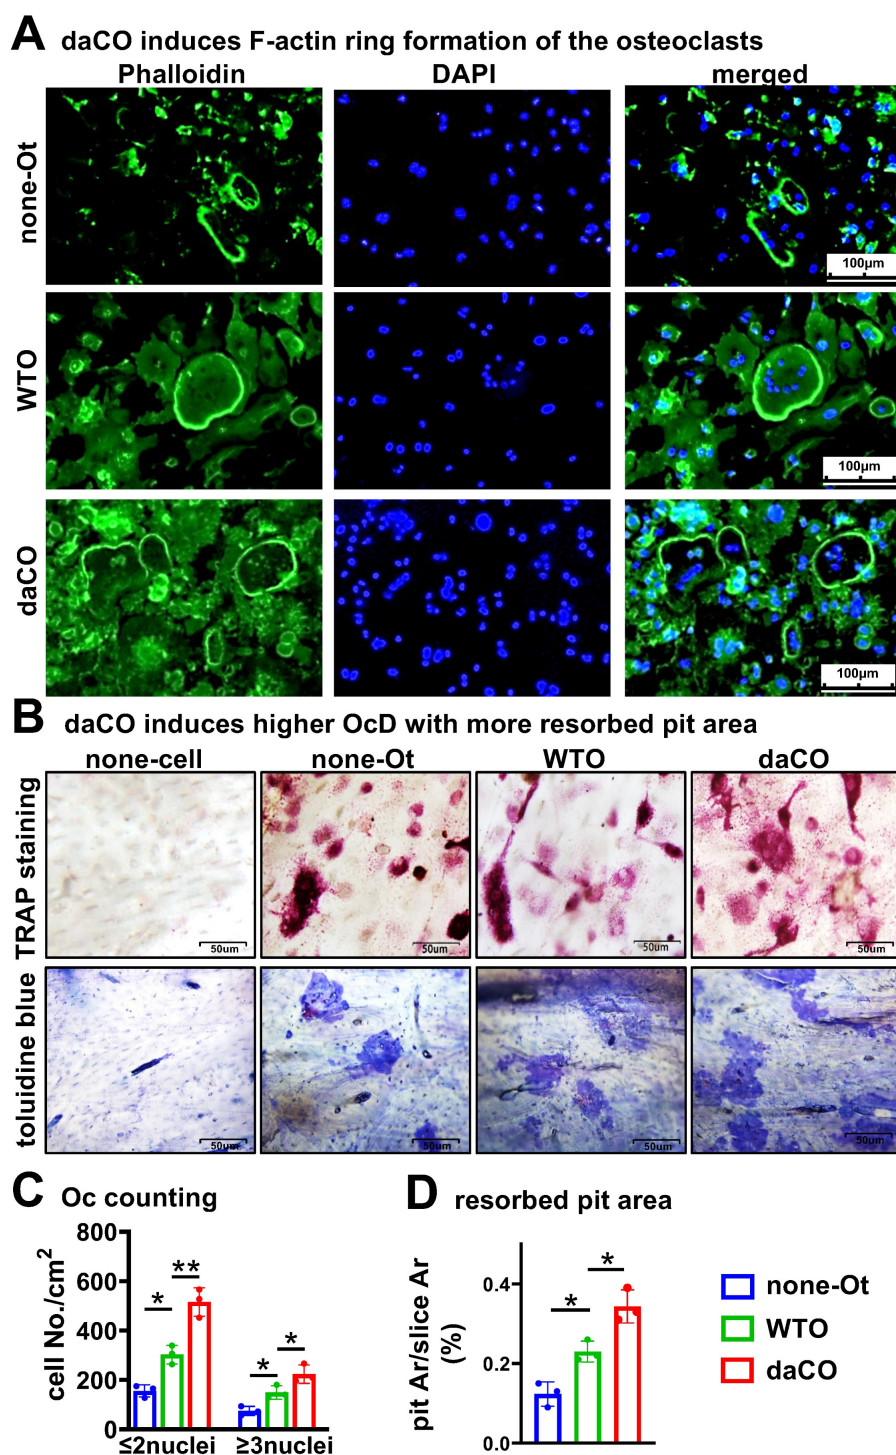 A daCO induces F-actin ring formation of the osteoclasts
Phalloidin DAPI merged
none-Ot
100μm
WTO
100μm
daCO
100μm
B daCO induces higher OcD with more resorbed pit area
none-cell none-Ot WTO daCO
TRAP staining
50um 50um 50um 50um
toluidine blue
50um 50um 50um 50um
C Oc counting
cell No./cm2
800
600
400
200
0
** 
*
*
*
≤2nuclei ≥3nuclei
D resorbed pit area
pit Ar/slice Ar
(%)
0.4
0.2
0.0
*
*
none-Ot
WTO
daCO